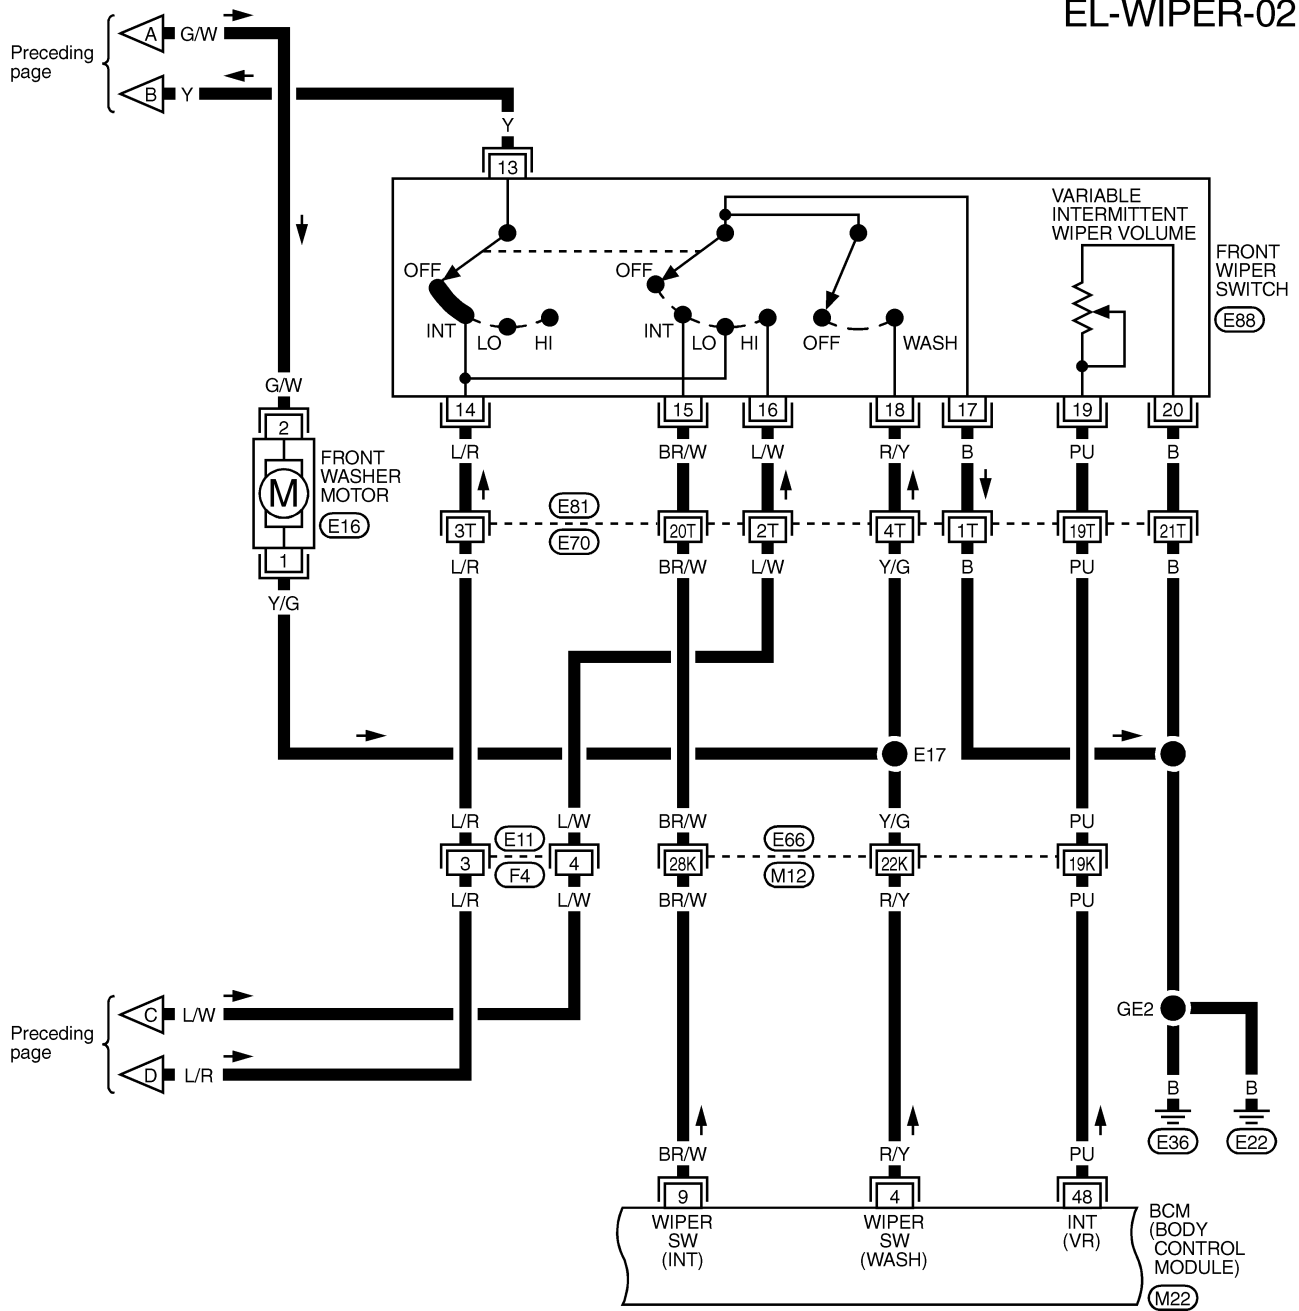 EL-WIPER-02
Preceding
page
A
G/W
B
Y
Y
13
VARIABLE
INTERMITTENT
WIPER VOLUME
FRONT
WIPER
SWITCH
E88
OFF
INT
LO
HI
OFF
INT
LO
HI
OFF
WASH
G/W
2
FRONT
WASHER
MOTOR
M
E16
1
Y/G
14
15
16
18
17
19
20
L/R
BR/W
L/W
R/Y
B
PU
B
E81
E70
3T
20T
2T
4T
1T
19T
21T
L/R
BR/W
L/W
Y/G
B
PU
B
E17
L/R
L/W
BR/W
Y/G
PU
E11
F4
E66
M12
3
4
28K
22K
19K
L/R
L/W
BR/W
R/Y
PU
Preceding
page
C
L/W
D
L/R
GE2
B
B
E36
E22
BR/W
R/Y
PU
9
4
48
WIPER
SW
(INT)
WIPER
SW
(WASH)
INT
(VR)
BCM
(BODY
CONTROL
MODULE)
M22